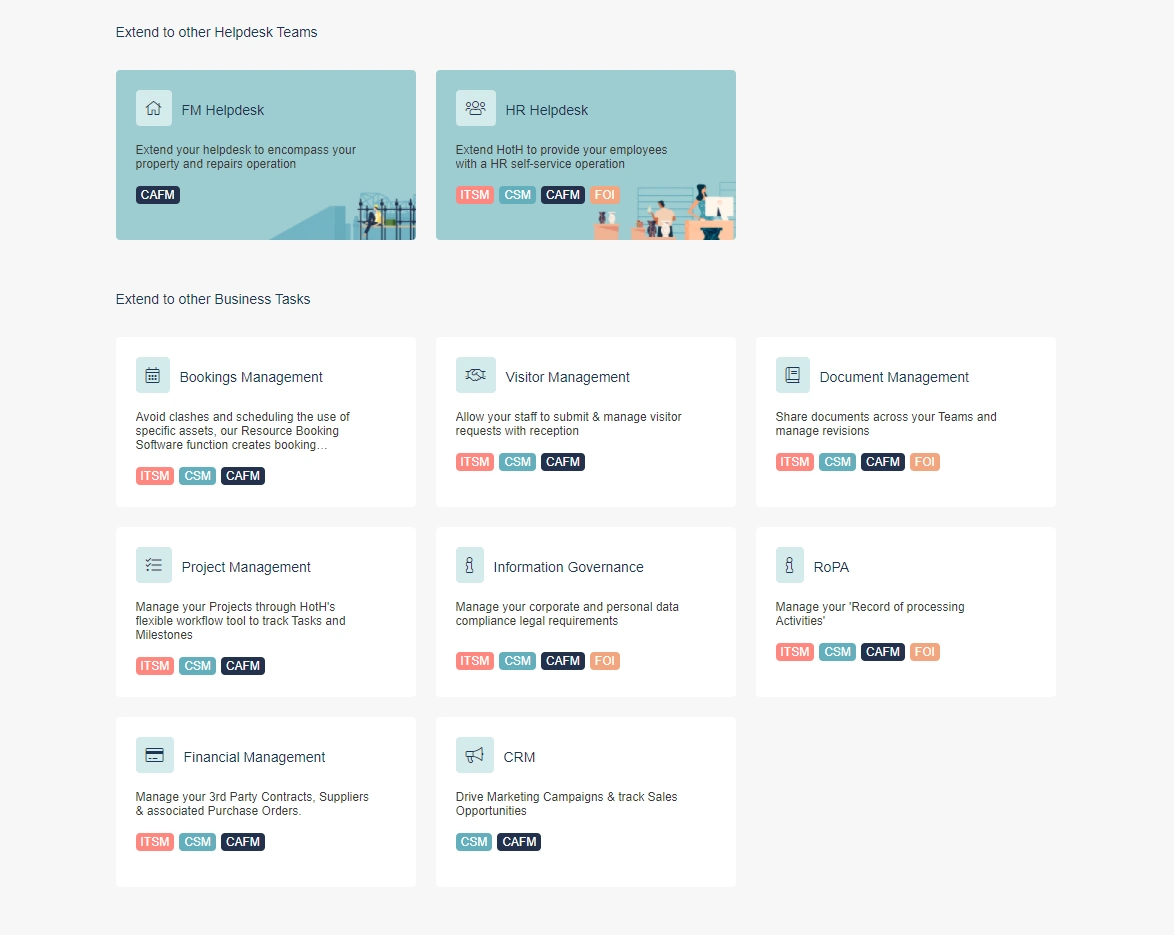 Extend to other Helpdesk Teams
FM Helpdesk
Extend your helpdesk to encompass your
property and repairs operation
CAFM
HR Helpdesk
Extend HotH to provide your employees
with a HR self-service operation
ITSM CSM CAFM FOI
Extend to other Business Tasks
Bookings Management
Avoid clashes and scheduling the use of
specific assets, our Resource Booking
Software function creates booking…
ITSM CSM CAFM
Visitor Management
Allow your staff to submit & manage visitor
requests with reception
ITSM CSM CAFM
Document Management
Share documents across your Teams and
manage revisions
ITSM CSM CAFM FOI
Project Management
Manage your Projects through HotH's
flexible workflow tool to track Tasks and
Milestones
ITSM CSM CAFM
Information Governance
Manage your corporate and personal data
compliance legal requirements
ITSM CSM CAFM FOI
RoPA
Manage your 'Record of processing
Activities'
ITSM CSM CAFM FOI
Financial Management
Manage your 3rd Party Contracts, Suppliers
& associated Purchase Orders.
ITSM CSM CAFM
CRM
Drive Marketing Campaigns & track Sales
Opportunities
CSM CAFM